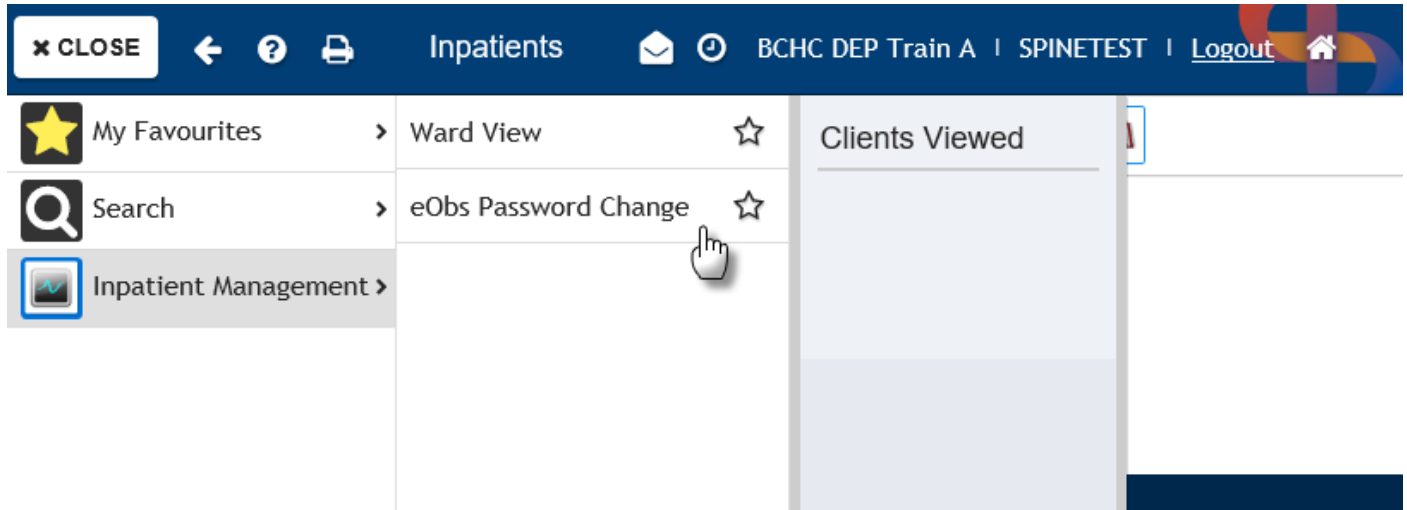 ✖ CLOSE Inpatients BCHC DEP Train A | SPINETEST | Logout
My Favourites
Search
Inpatient Management
Ward View
eObs Password Change
Clients Viewed